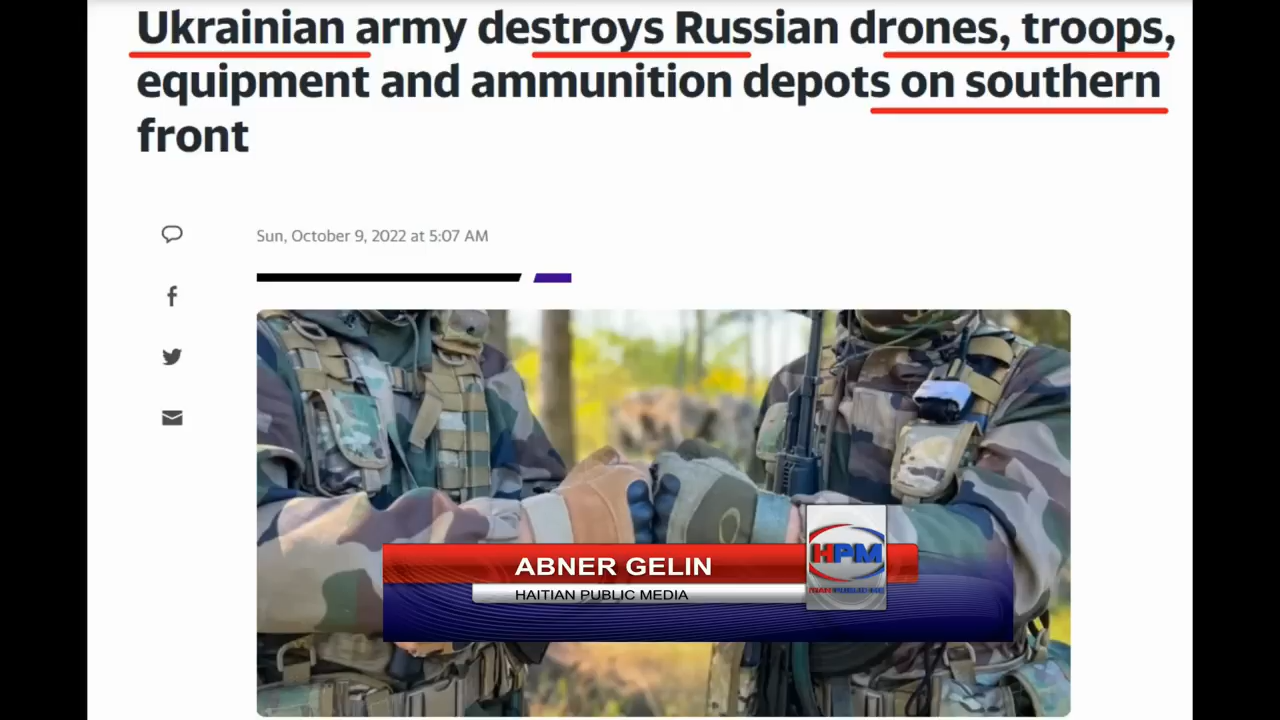 Ukrainian army destroys Russian drones, troops,
equipment and ammunition depots on southern
front
Sun, October 9, 2022 at 5:07 AM
ABNER GELIN
HAITIAN PUBLIC MEDIA
HPM